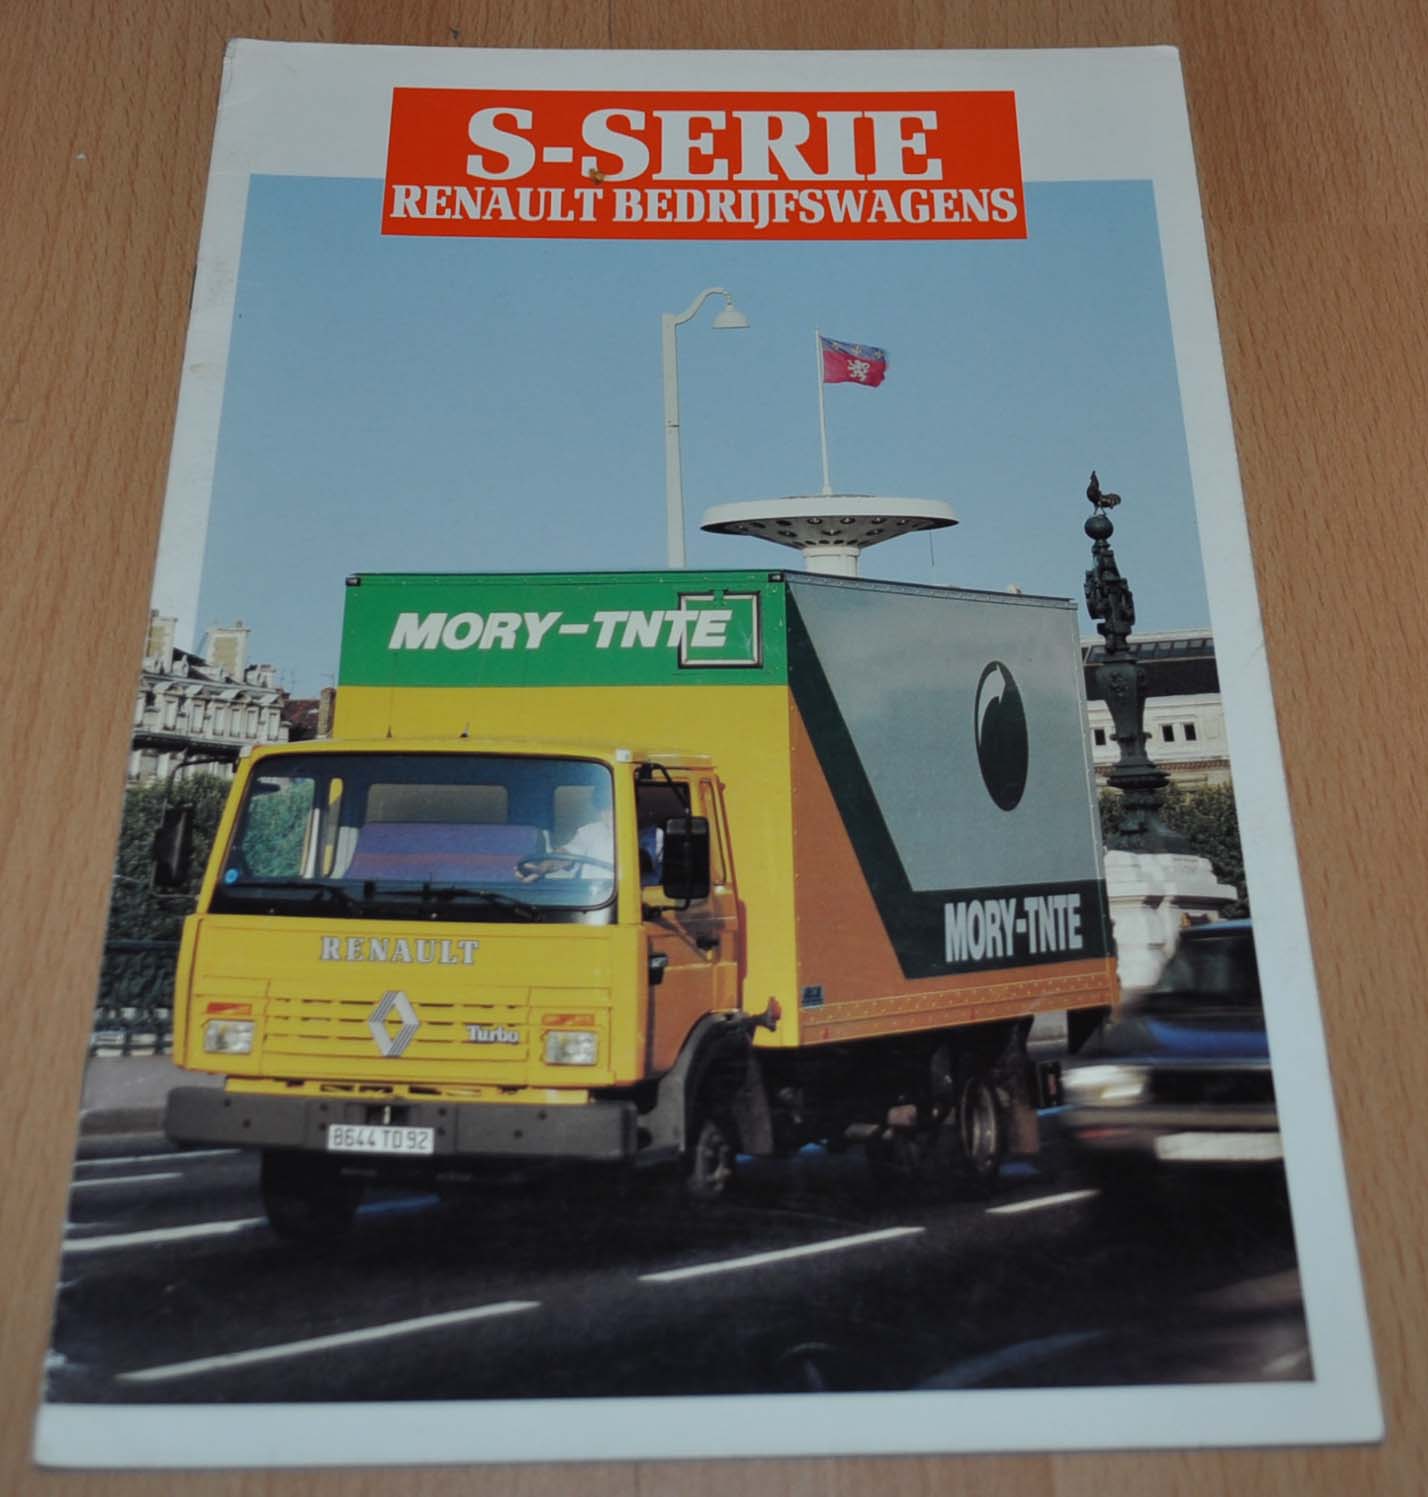 S-SERIE
RENAULT BEDRIJFSWAGENS
MORY-TNTE
MORY-TNTE
RENAULT
Turbo
8644 TD 92